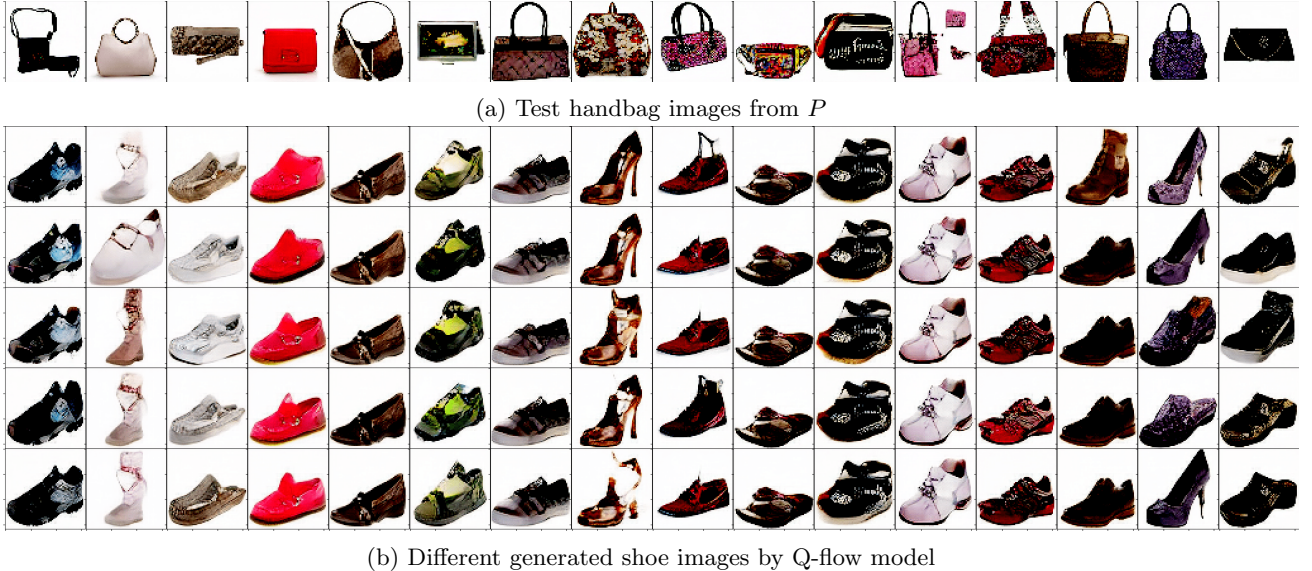 (a) Test handbag images from P
(b) Different generated shoe images by Q-flow model